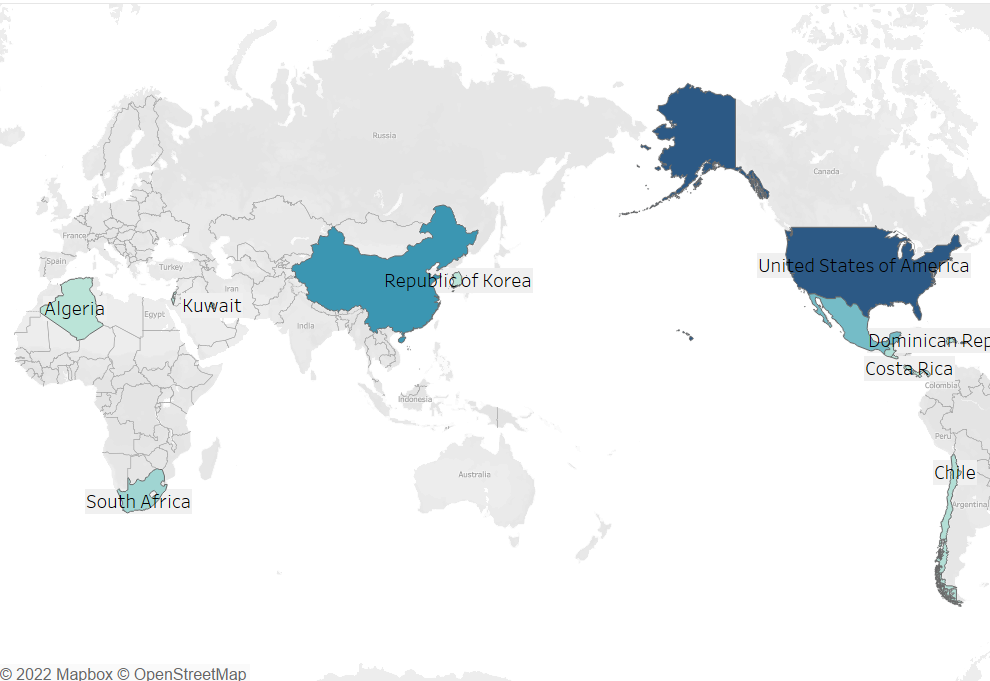 Russia
Canada
France
Spain
Turkey
United States of America
Republic of Korea
Iran
Algeria
Kuwait
Egypt
India
Dominican Rep
Costa Rica
Colombia
Indonesia
Peru
Chile
Australia
South Africa
Argentina
© 2022 Mapbox © OpenStreetMap